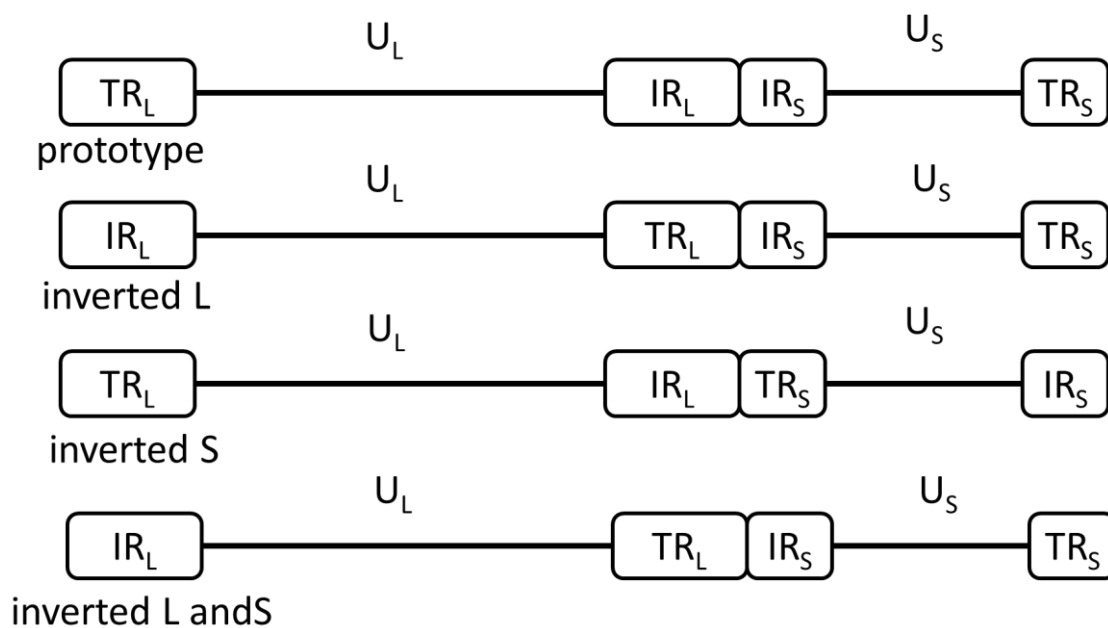 U_L U_S
TR_L IR_L IR_S TR_S
prototype
U_L U_S
IR_L TR_L IR_S TR_S
inverted L
U_L U_S
TR_L IR_L TR_S IR_S
inverted S
U_L U_S
IR_L TR_L IR_S TR_S
inverted L andS